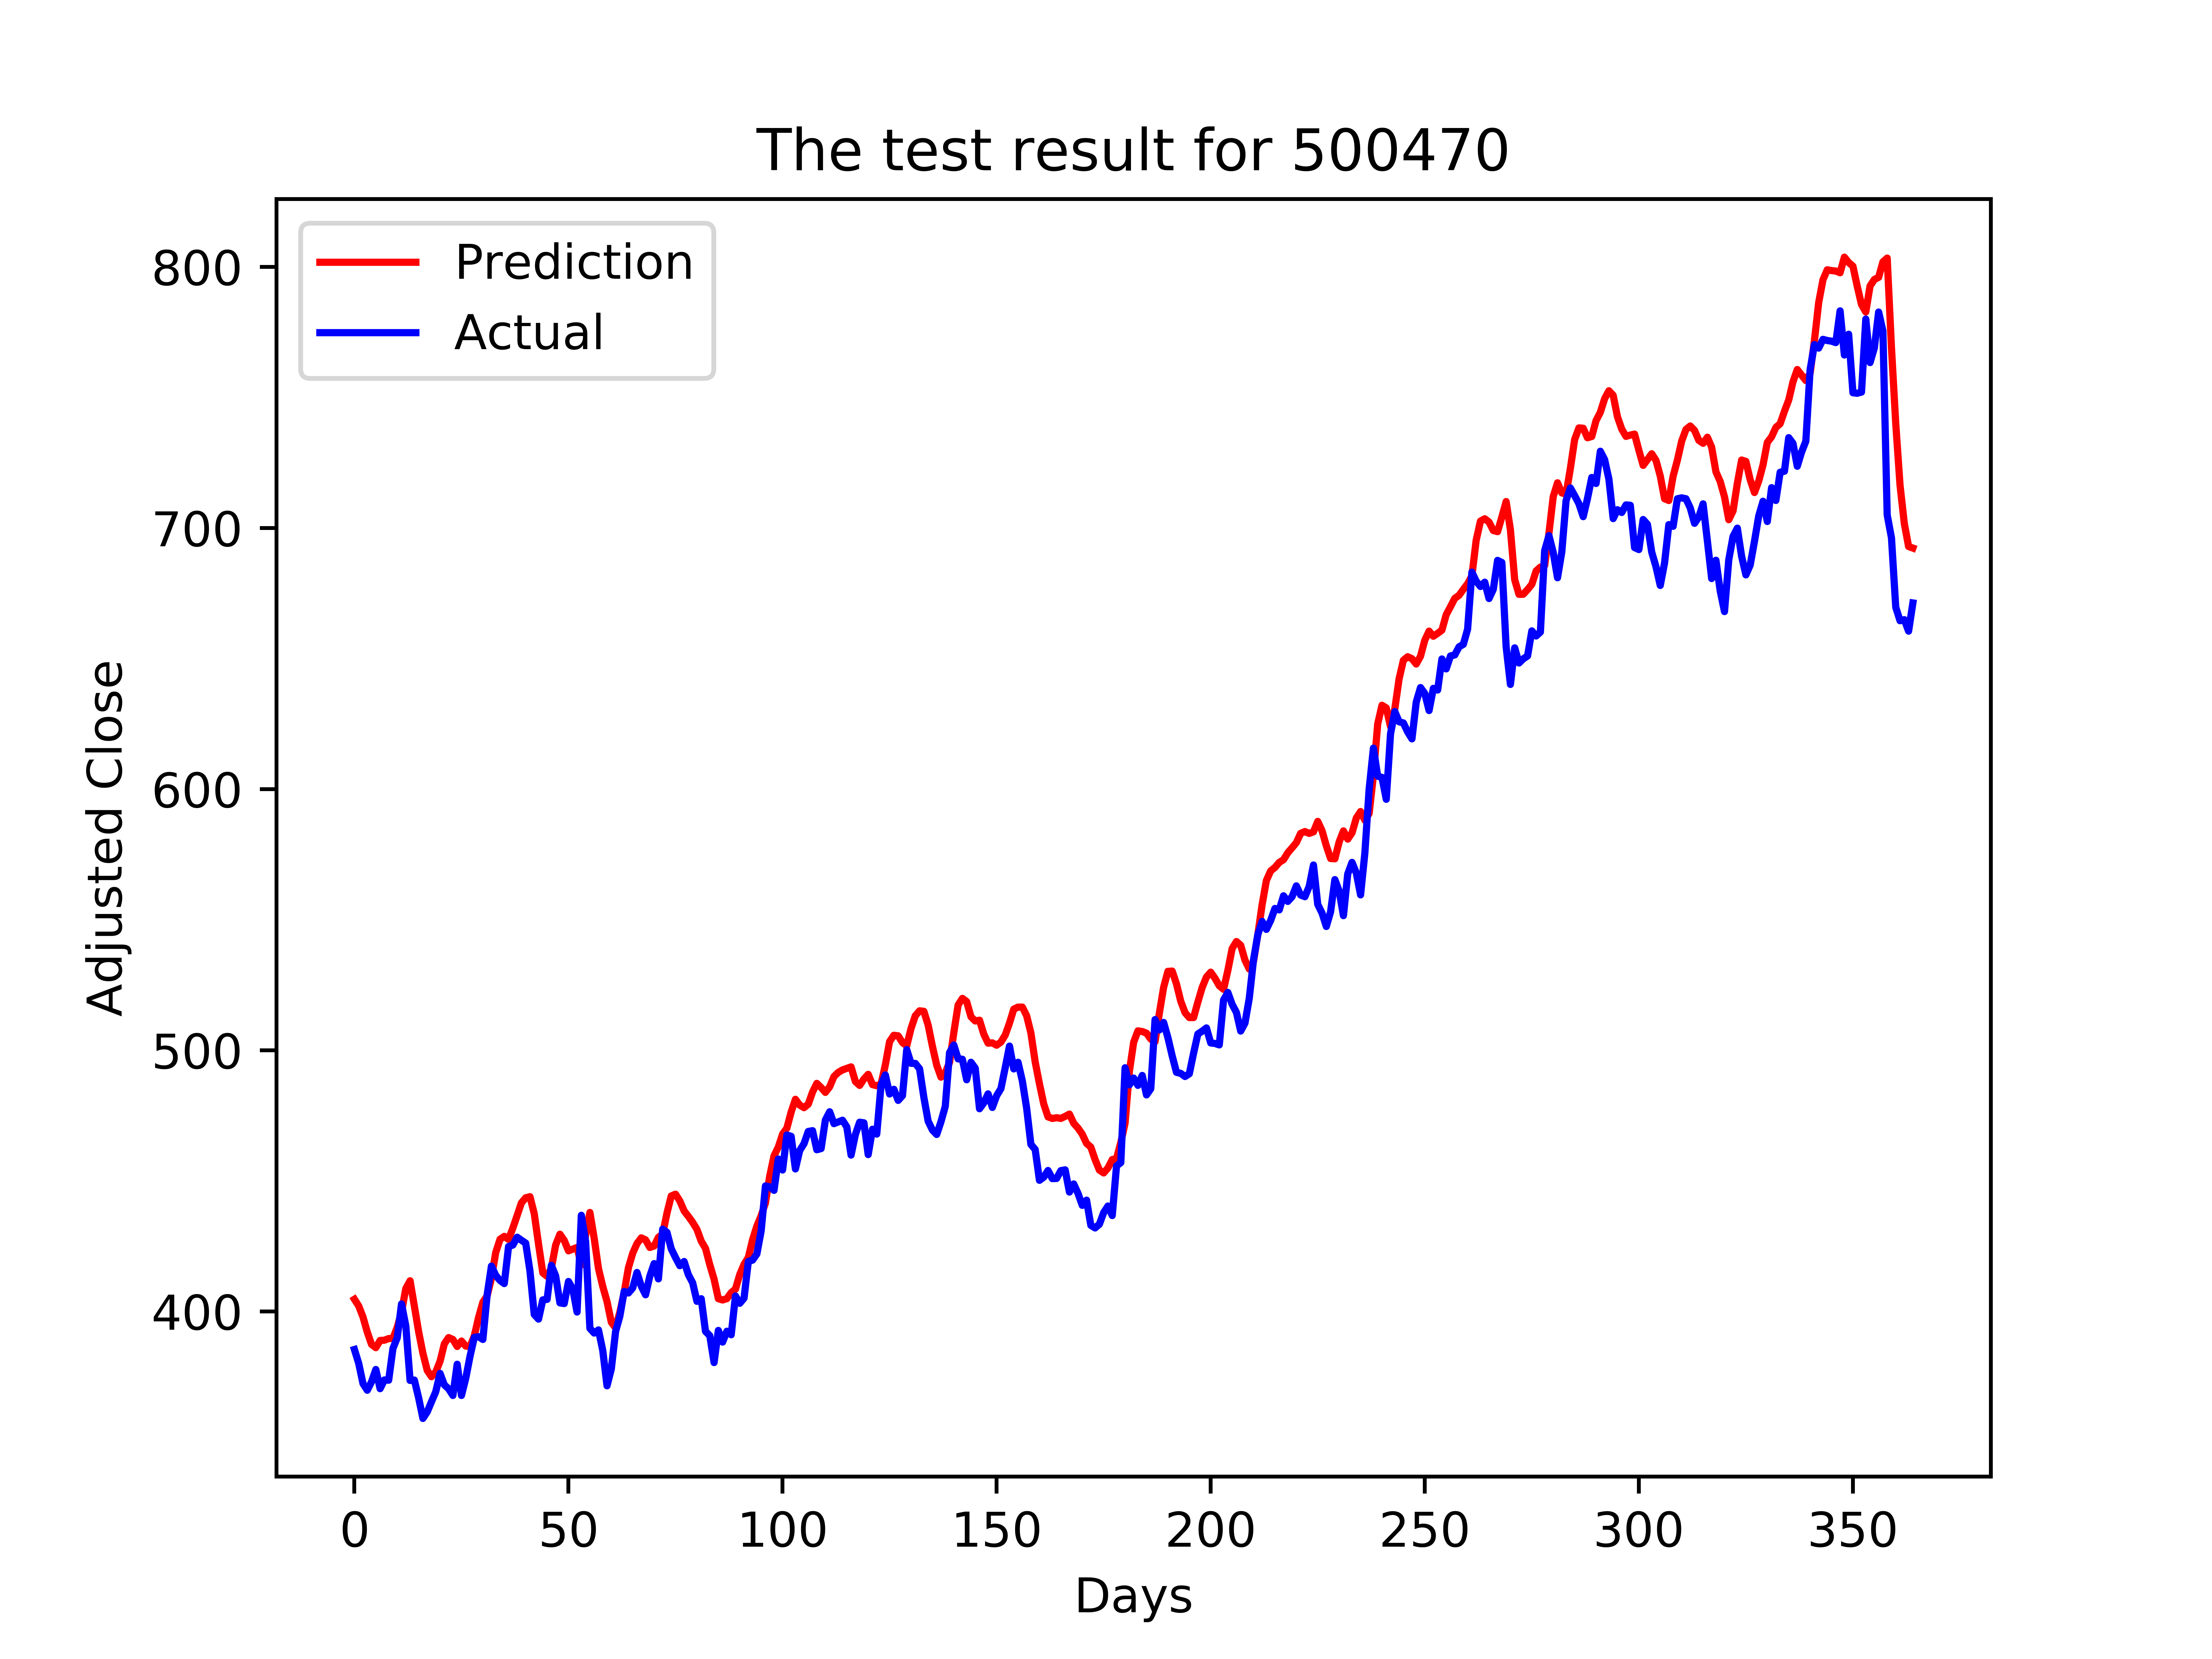 The test result for 500470
Prediction
Actual
800
700
600
500
400
Adjusted Close
0 50 100 150 200 250 300 350
Days